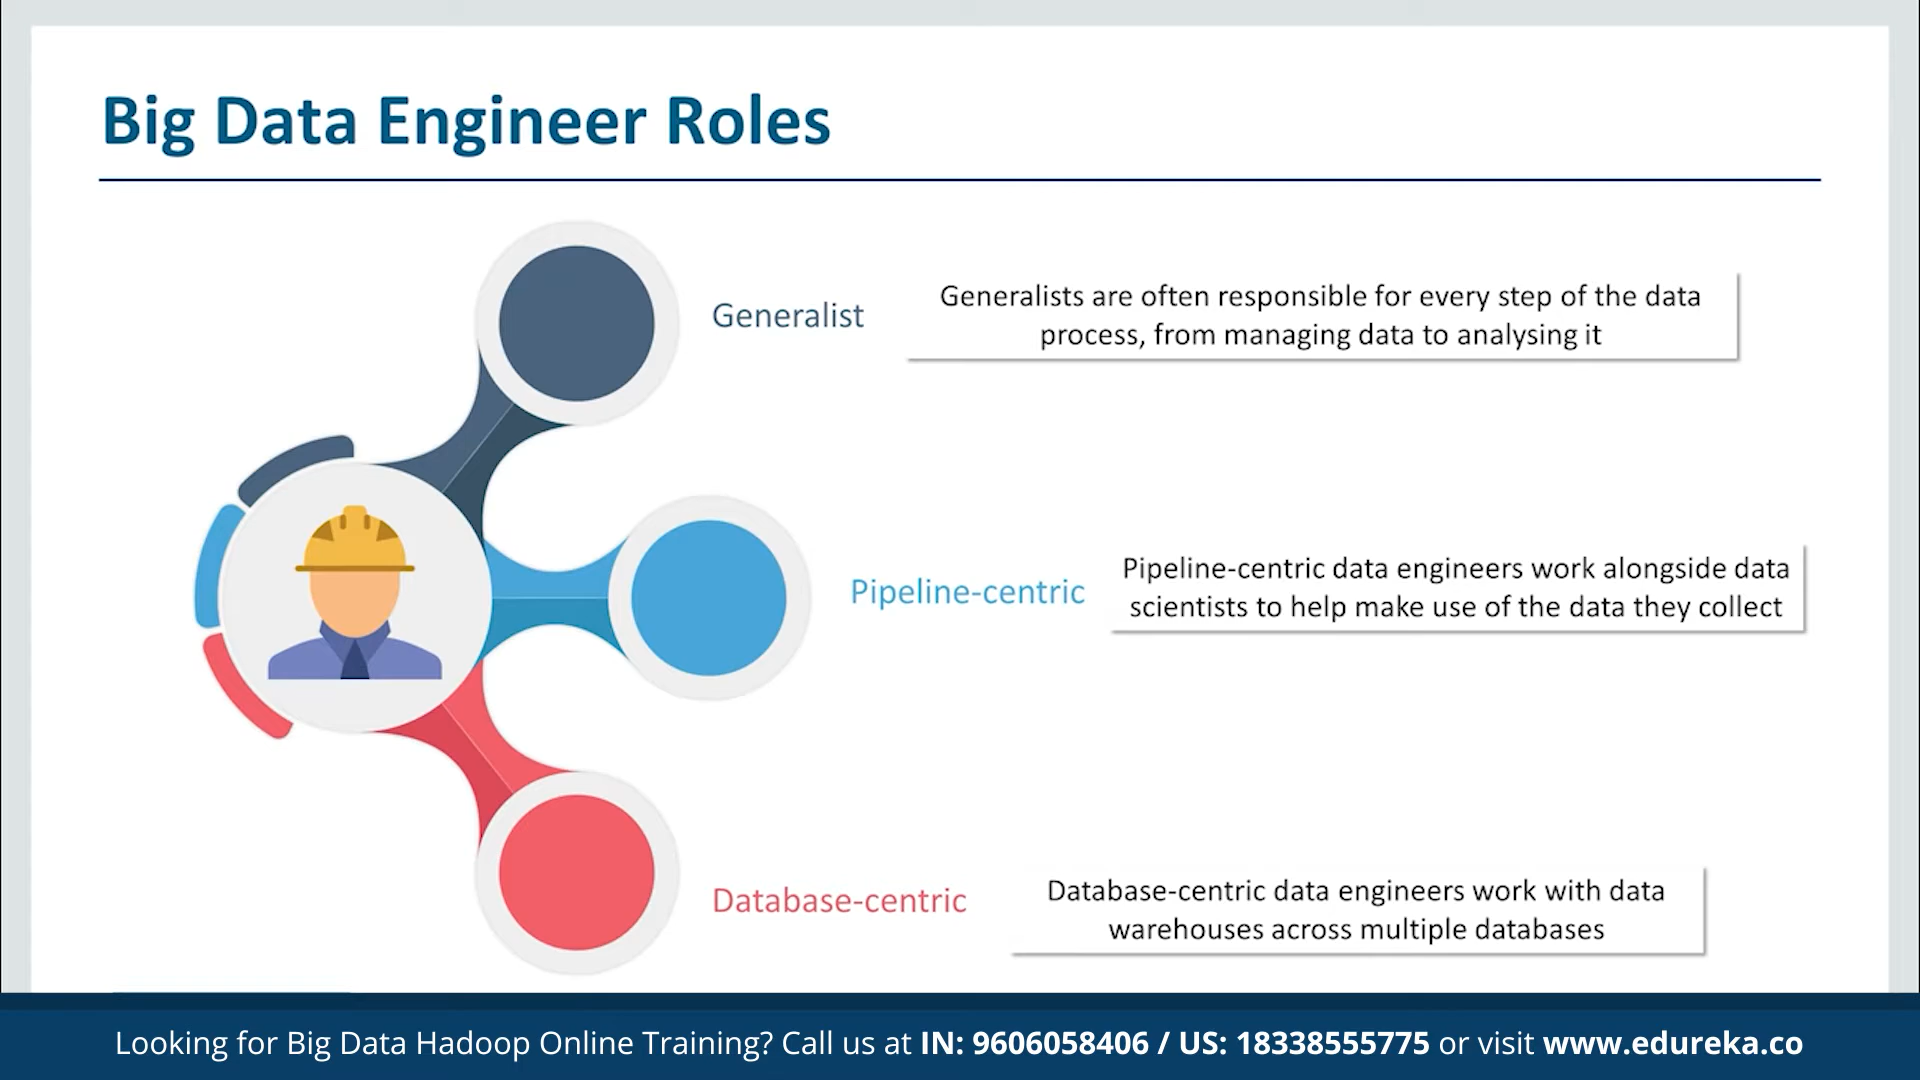 Big Data Engineer Roles
Generalist
Generalists are often responsible for every step of the data
process, from managing data to analysing it
Pipeline-centric
Pipeline-centric data engineers work alongside data
scientists to help make use of the data they collect
Database-centric
Database-centric data engineers work with data
warehouses across multiple databases
Looking for Big Data Hadoop Online Training? Call us at IN: 9606058406 / US: 18338555775 or visit www.edureka.co